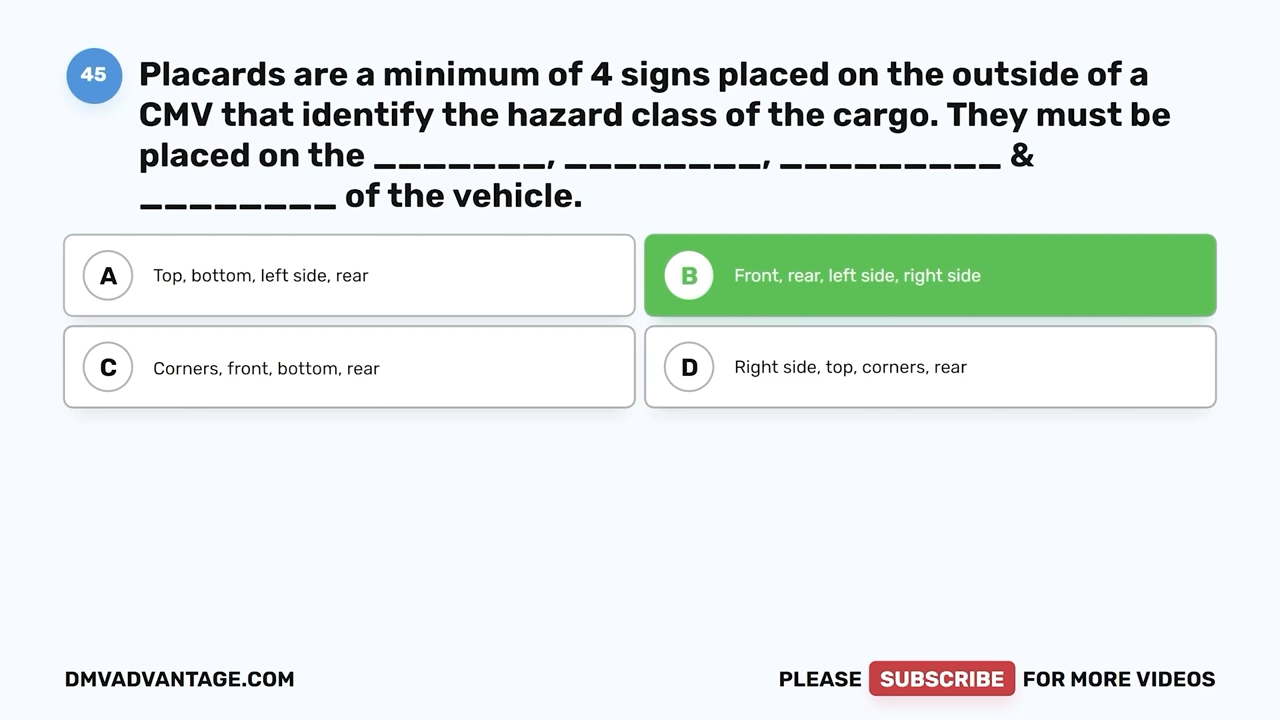 45
Placards are a minimum of 4 signs placed on the outside of a
CMV that identify the hazard class of the cargo. They must be
placed on the _______, ________, _________ &
________ of the vehicle.
A Top, bottom, left side, rear
B Front, rear, left side, right side
C Corners, front, bottom, rear
D Right side, top, corners, rear
DMVADVANTAGE.COM
PLEASE SUBSCRIBE FOR MORE VIDEOS